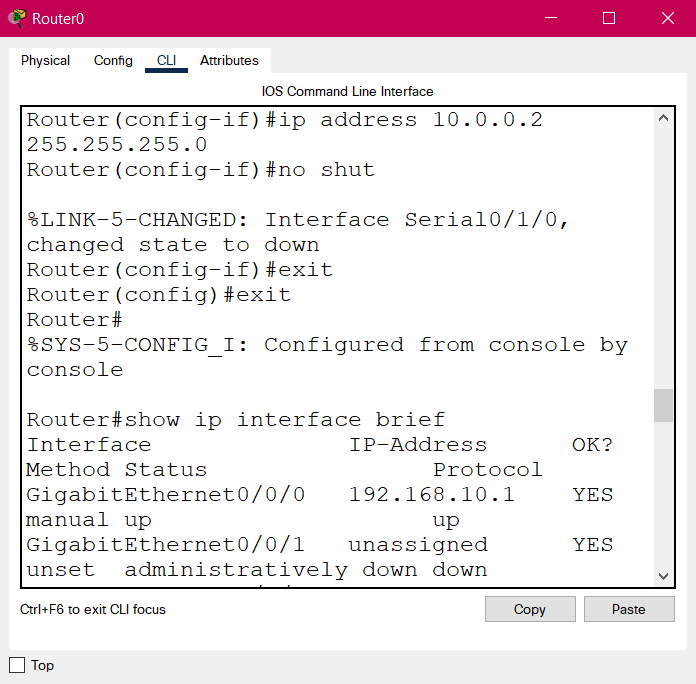 Router0
Physical Config CLI Attributes
IOS Command Line Interface
Router(config-if)#ip address 10.0.0.2
255.255.255.0
Router(config-if)#no shut
%LINK-5-CHANGED: Interface Serial0/1/0,
changed state to down
Router(config-if)#exit
Router(config)#exit
Router#
%SYS-5-CONFIG_I: Configured from console by
console
Router#show ip interface brief
Interface IP-Address OK?
Method Status Protocol
GigabitEthernet0/0/0 192.168.10.1 YES
manual up up
GigabitEthernet0/0/1 unassigned YES
unset administratively down down
Ctrl+F6 to exit CLI focus
Copy Paste
Top